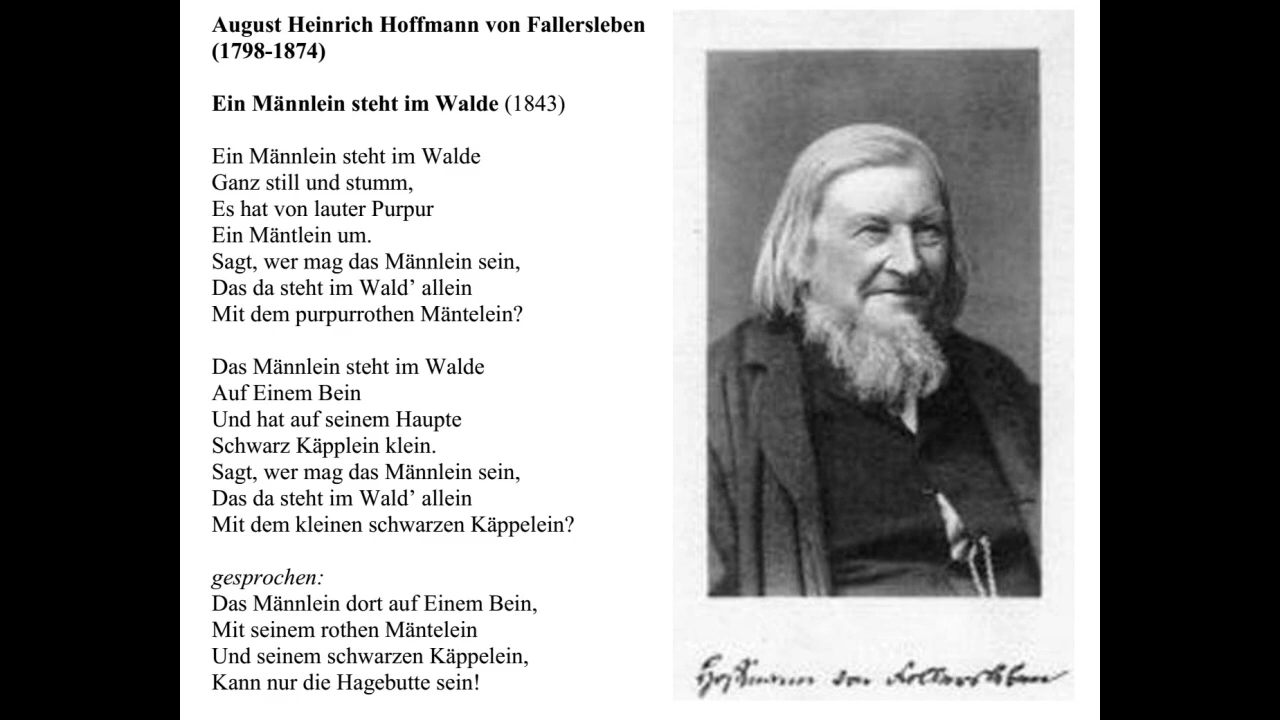 August Heinrich Hoffmann von Fallersleben
(1798-1874)
Ein Männlein steht im Walde (1843)
Ein Männlein steht im Walde
Ganz still und stumm,
Es hat von lauter Purpur
Ein Mäntlein um.
Sagt, wer mag das Männlein sein,
Das da steht im Wald’ allein
Mit dem purpurrothen Mäntelein?
Das Männlein steht im Walde
Auf Einem Bein
Und hat auf seinem Haupte
Schwarz Käpplein klein.
Sagt, wer mag das Männlein sein,
Das da steht im Wald’ allein
Mit dem kleinen schwarzen Käppelein?
gesprochen:
Das Männlein dort auf Einem Bein,
Mit seinem rothen Mäntelein
Und seinem schwarzen Käppelein,
Kann nur die Hagebutte sein!
Hoffmann von Fallersleben